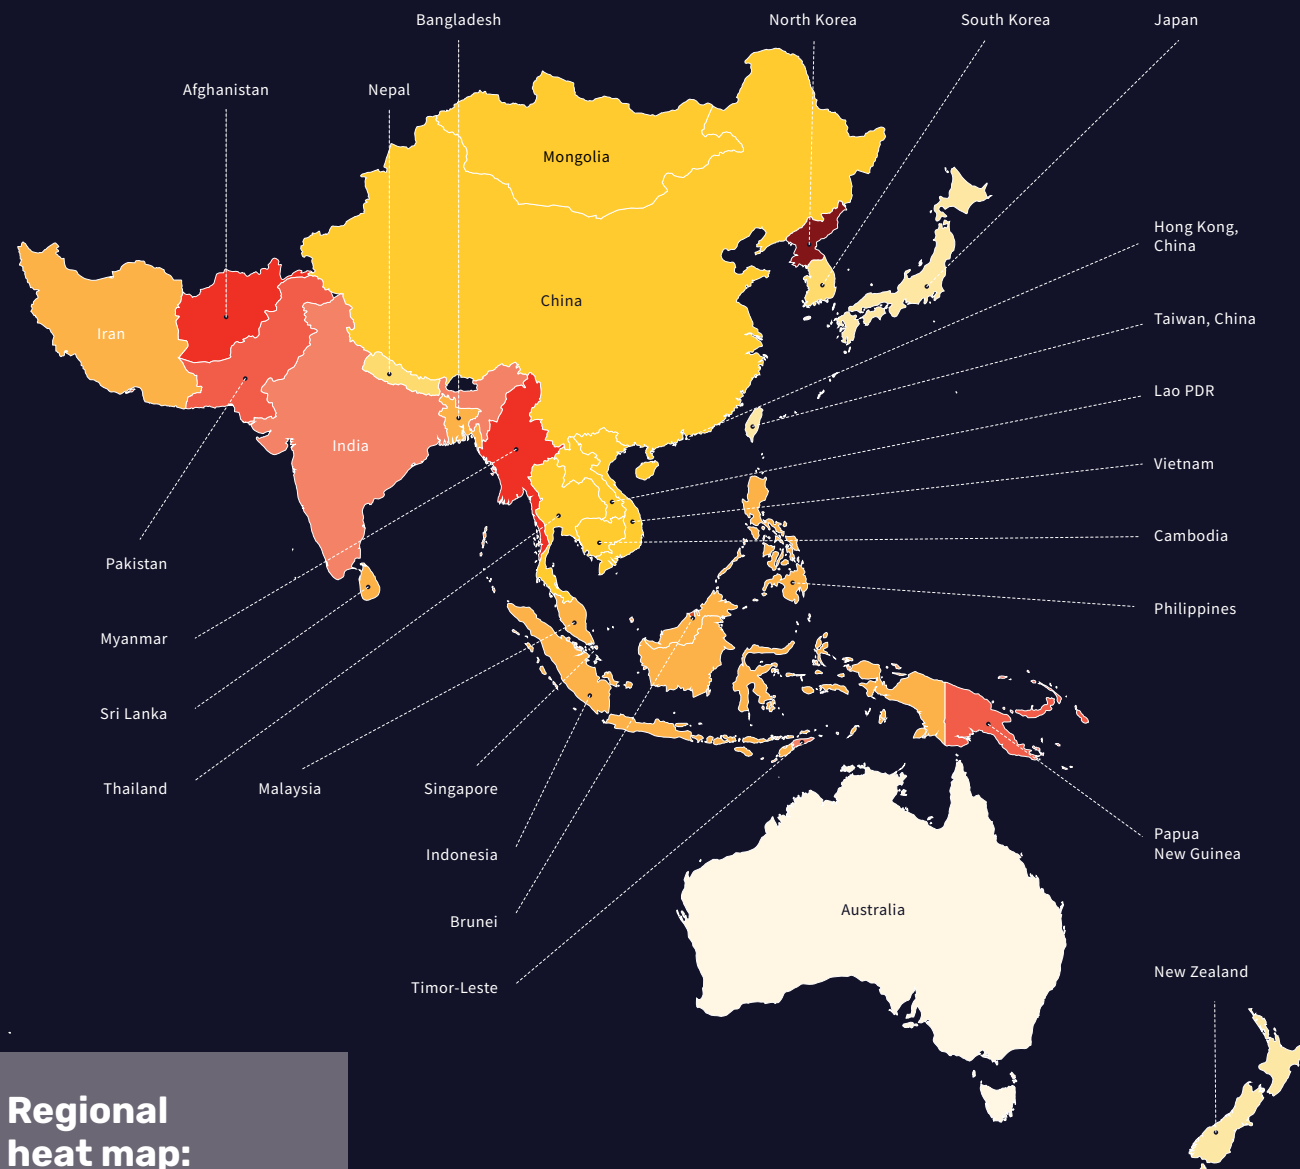 Bangladesh
North Korea
South Korea
Japan
Afghanistan
Nepal
Mongolia
Hong Kong,
China
China
Taiwan, China
Iran
Lao PDR
India
Vietnam
Cambodia
Pakistan
Philippines
Myanmar
Sri Lanka
Thailand
Malaysia
Singapore
Papua
New Guinea
Indonesia
Australia
Brunei
New Zealand
Timor-Leste
Regional
heat map: